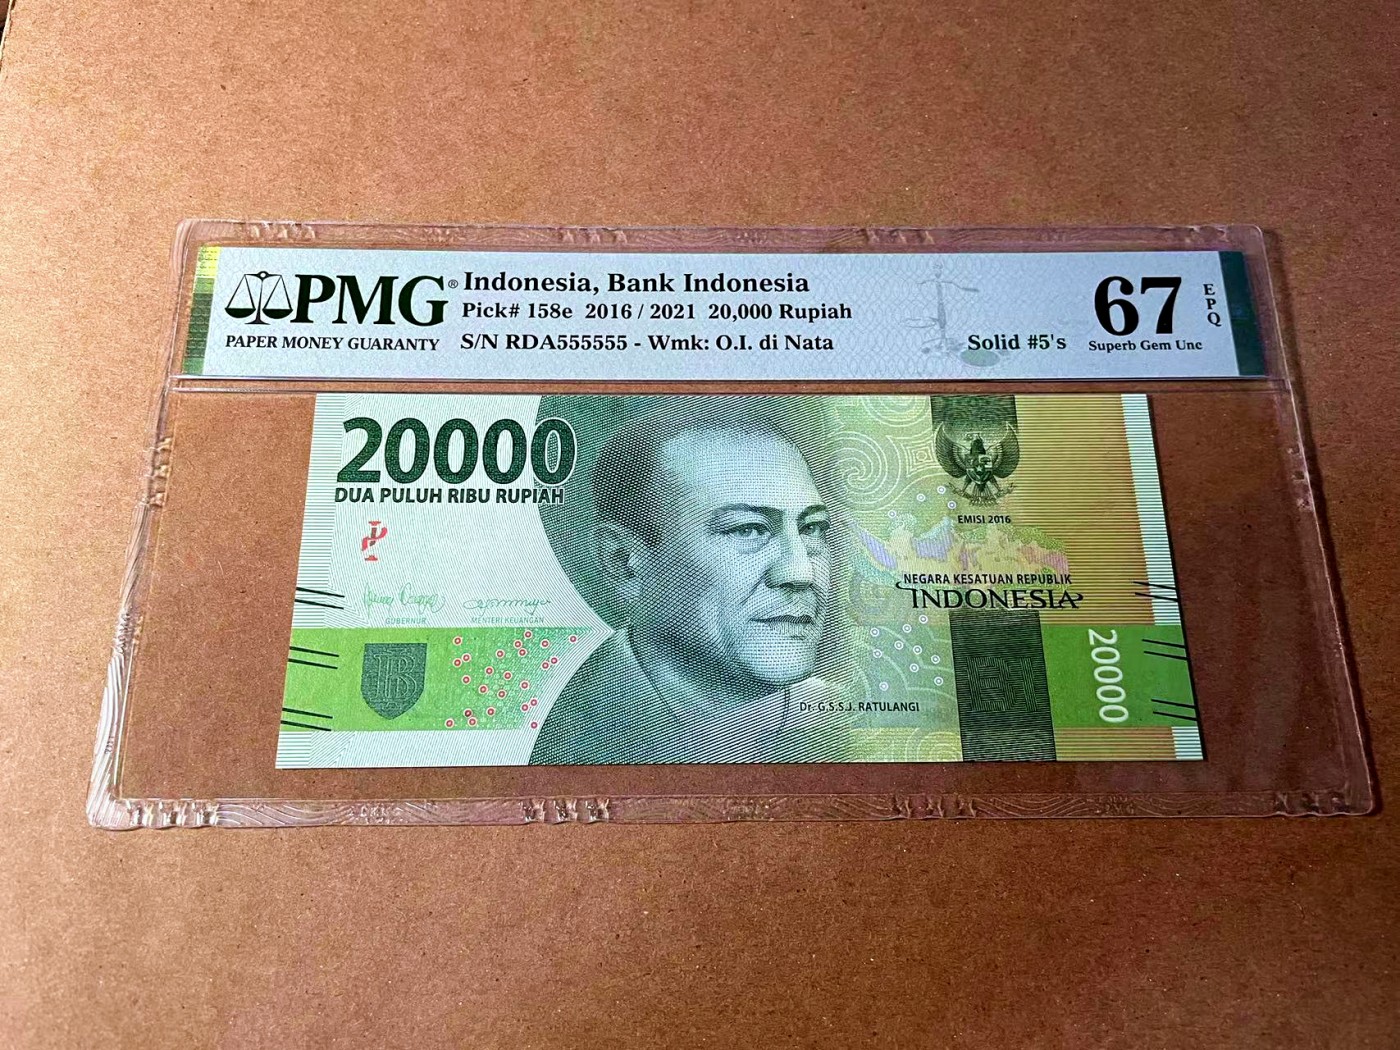 PMG®
PAPER MONEY GUARANTY
Indonesia, Bank Indonesia
Pick# 158e 2016 / 2021 20,000 Rupiah
S/N RDA555555 - Wmk: O.I. di Nata
Solid #5's
67
EPQ
Superb Gem Unc
20000
DUA PULUH RIBU RUPIAH
EMISI 2016
NEGARA KESATUAN REPUBLIK
INDONESIA
GUBERNUR
MENTERI KEUANGAN
20000
Dr. G.S.S.J. RATULANGI